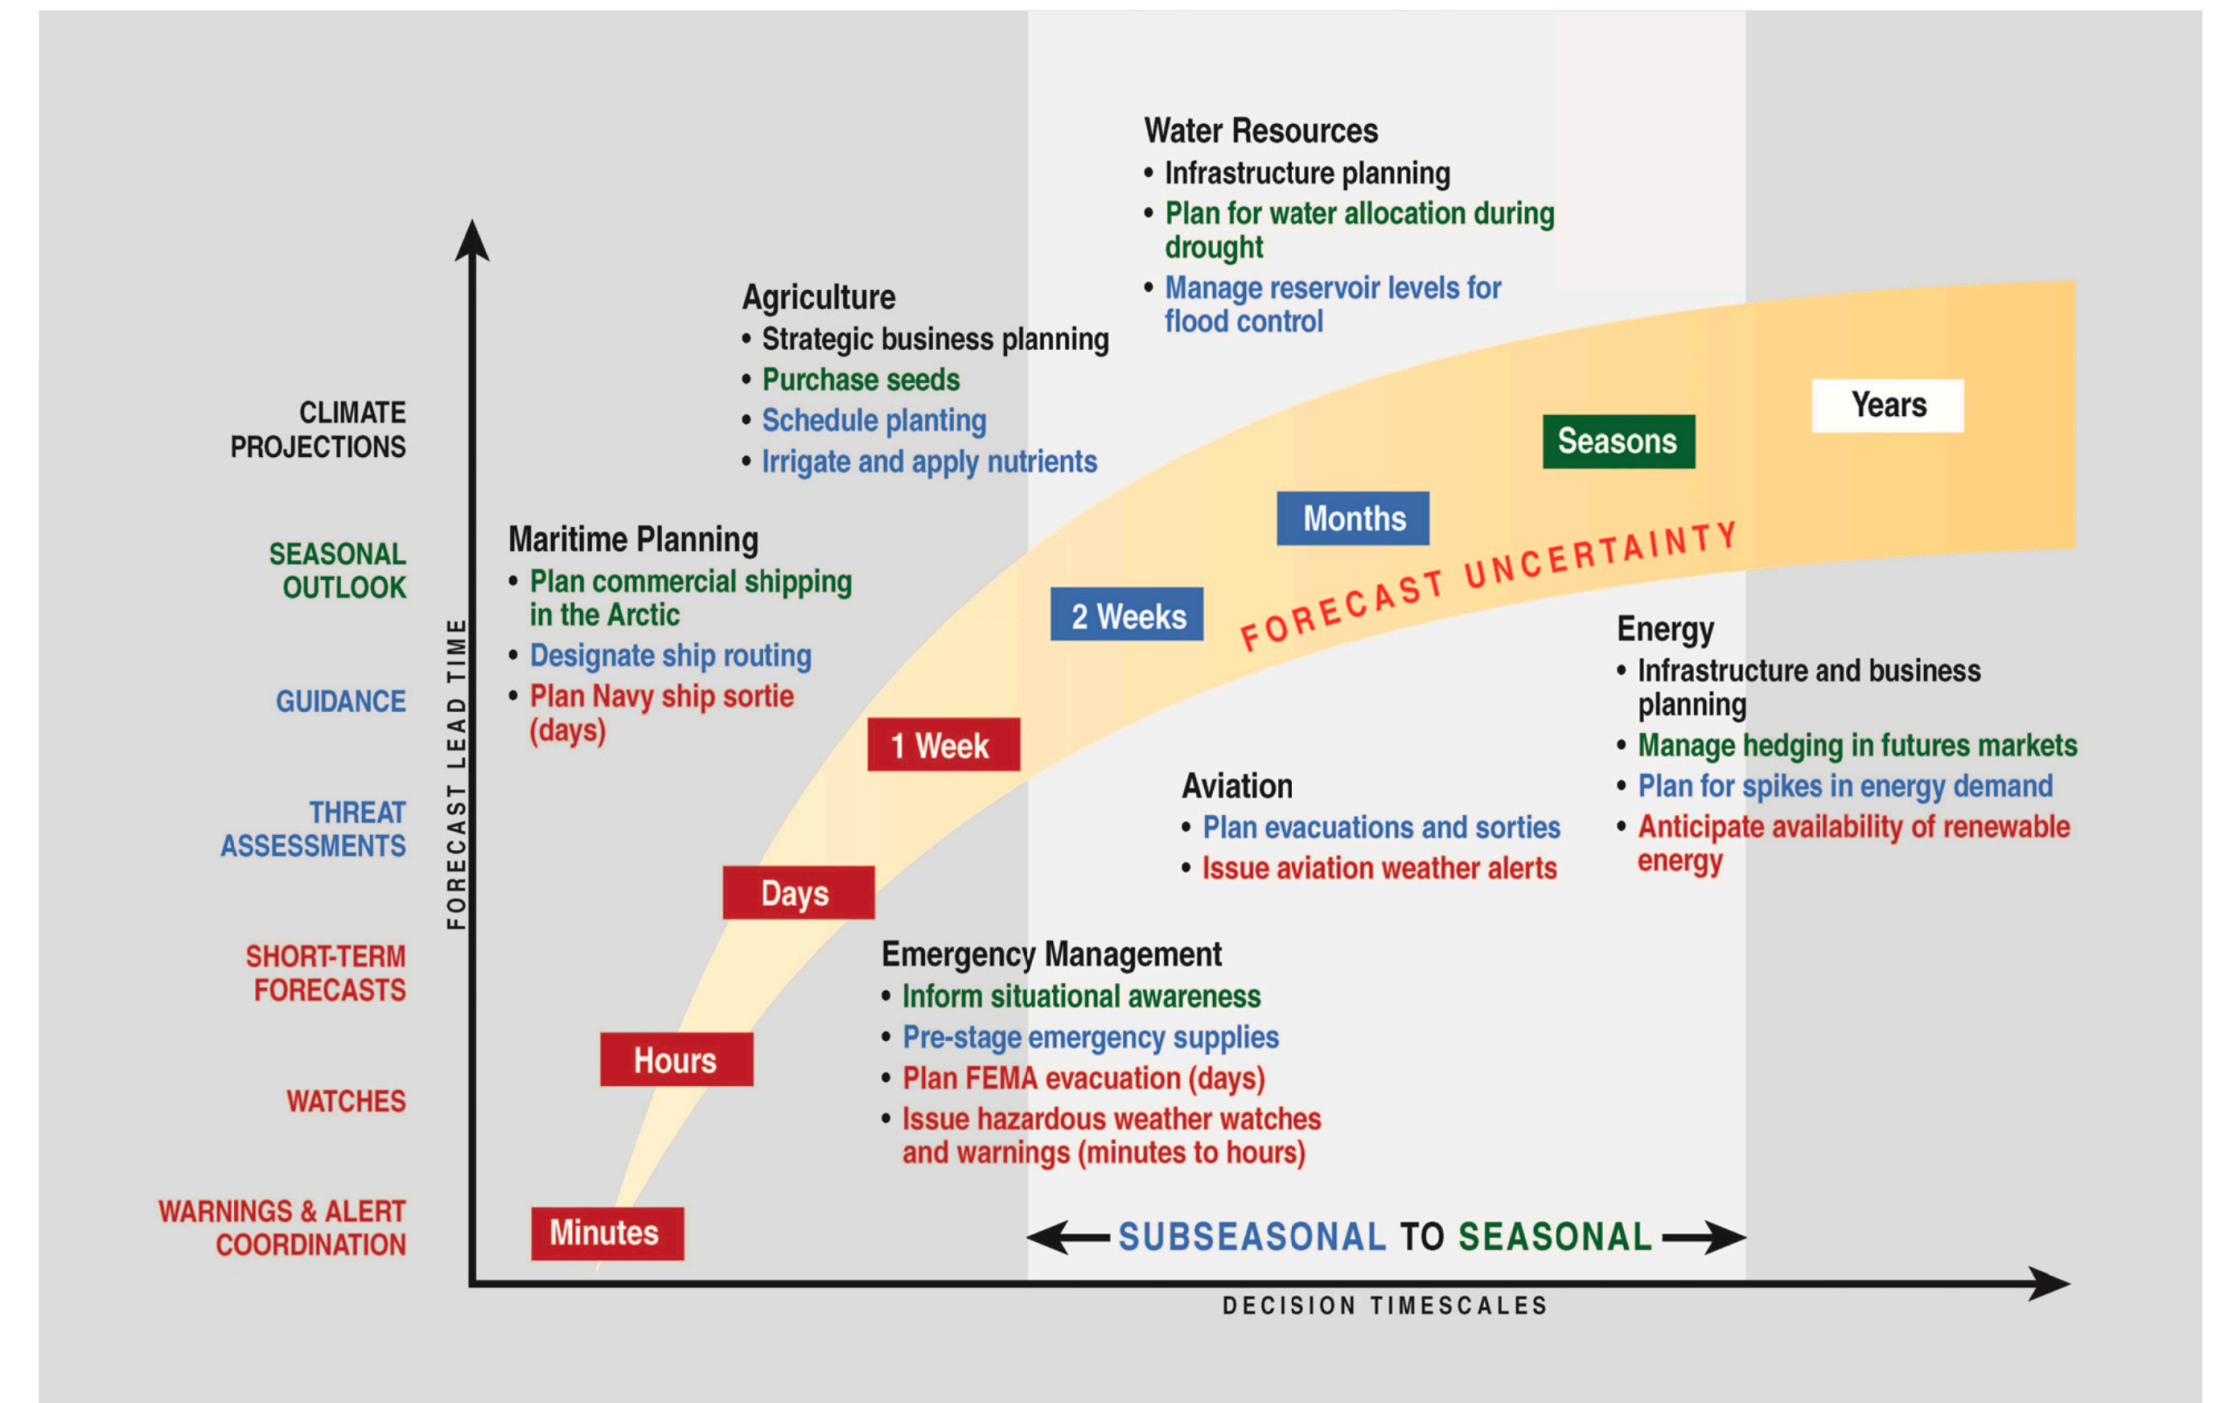 Water Resources
• Infrastructure planning
• Plan for water allocation during
drought
• Manage reservoir levels for
flood control
Agriculture
• Strategic business planning
• Purchase seeds
• Schedule planting
• Irrigate and apply nutrients
Maritime Planning
• Plan commercial shipping
in the Arctic
• Designate ship routing
• Plan Navy ship sortie
(days)
CLIMATE
PROJECTIONS
SEASONAL
OUTLOOK
GUIDANCE
THREAT
ASSESSMENTS
SHORT-TERM
FORECASTS
WATCHES
WARNINGS & ALERT
COORDINATION
FORECAST LEAD TIME
Years
Seasons
Months
2 Weeks
1 Week
Days
Hours
Minutes
FORECAST UNCERTAINTY
Energy
• Infrastructure and business
planning
• Manage hedging in futures markets
• Plan for spikes in energy demand
• Anticipate availability of renewable
energy
Aviation
• Plan evacuations and sorties
• Issue aviation weather alerts
Emergency Management
• Inform situational awareness
• Pre-stage emergency supplies
• Plan FEMA evacuation (days)
• Issue hazardous weather watches
and warnings (minutes to hours)
SUBSEASONAL TO SEASONAL
DECISION TIMESCALES